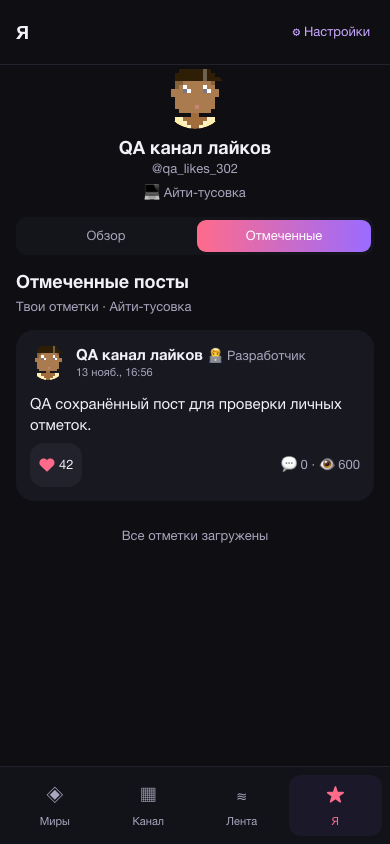 Я
⚙ Настройки
QA канал лайков
@qa_likes_302
💻 Айти-тусовка
Обзор
Отмеченные
Отмеченные посты
Твои отметки · Айти-тусовка
QA канал лайков 👨‍💻 Разработчик
13 нояб., 16:56
QA сохранённый пост для проверки личных
отметок.
42
💬 0 · 👁️ 600
Все отметки загружены
Миры
Канал
Лента
Я